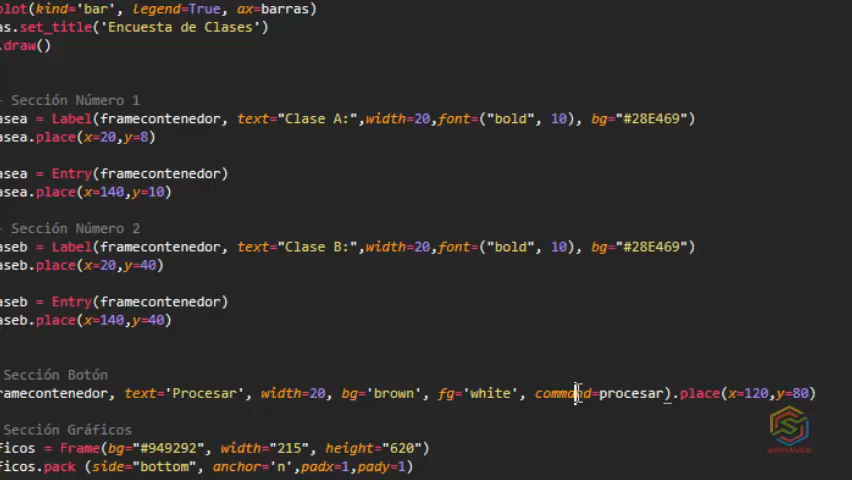 lot(kind='bar', legend=True, ax=barras)
as.set_title('Encuesta de Clases')
.draw()
- Sección Número 1
asea = Label(framecontenedor, text="Clase A:",width=20,font=("bold", 10), bg="#28E469")
asea.place(x=20,y=8)
asea = Entry(framecontenedor)
asea.place(x=140,y=10)
- Sección Número 2
aseb = Label(framecontenedor, text="Clase B:",width=20,font=("bold", 10), bg="#28E469")
aseb.place(x=20,y=40)
aseb = Entry(framecontenedor)
aseb.place(x=140,y=40)
Sección Botón
ramecontenedor, text='Procesar', width=20, bg='brown', fg='white', command=procesar).place(x=120,y=80)
Sección Gráficos
ficos = Frame(bg="#949292", width="215", height="620")
ficos.pack (side="bottom", anchor='n',padx=1,pady=1)